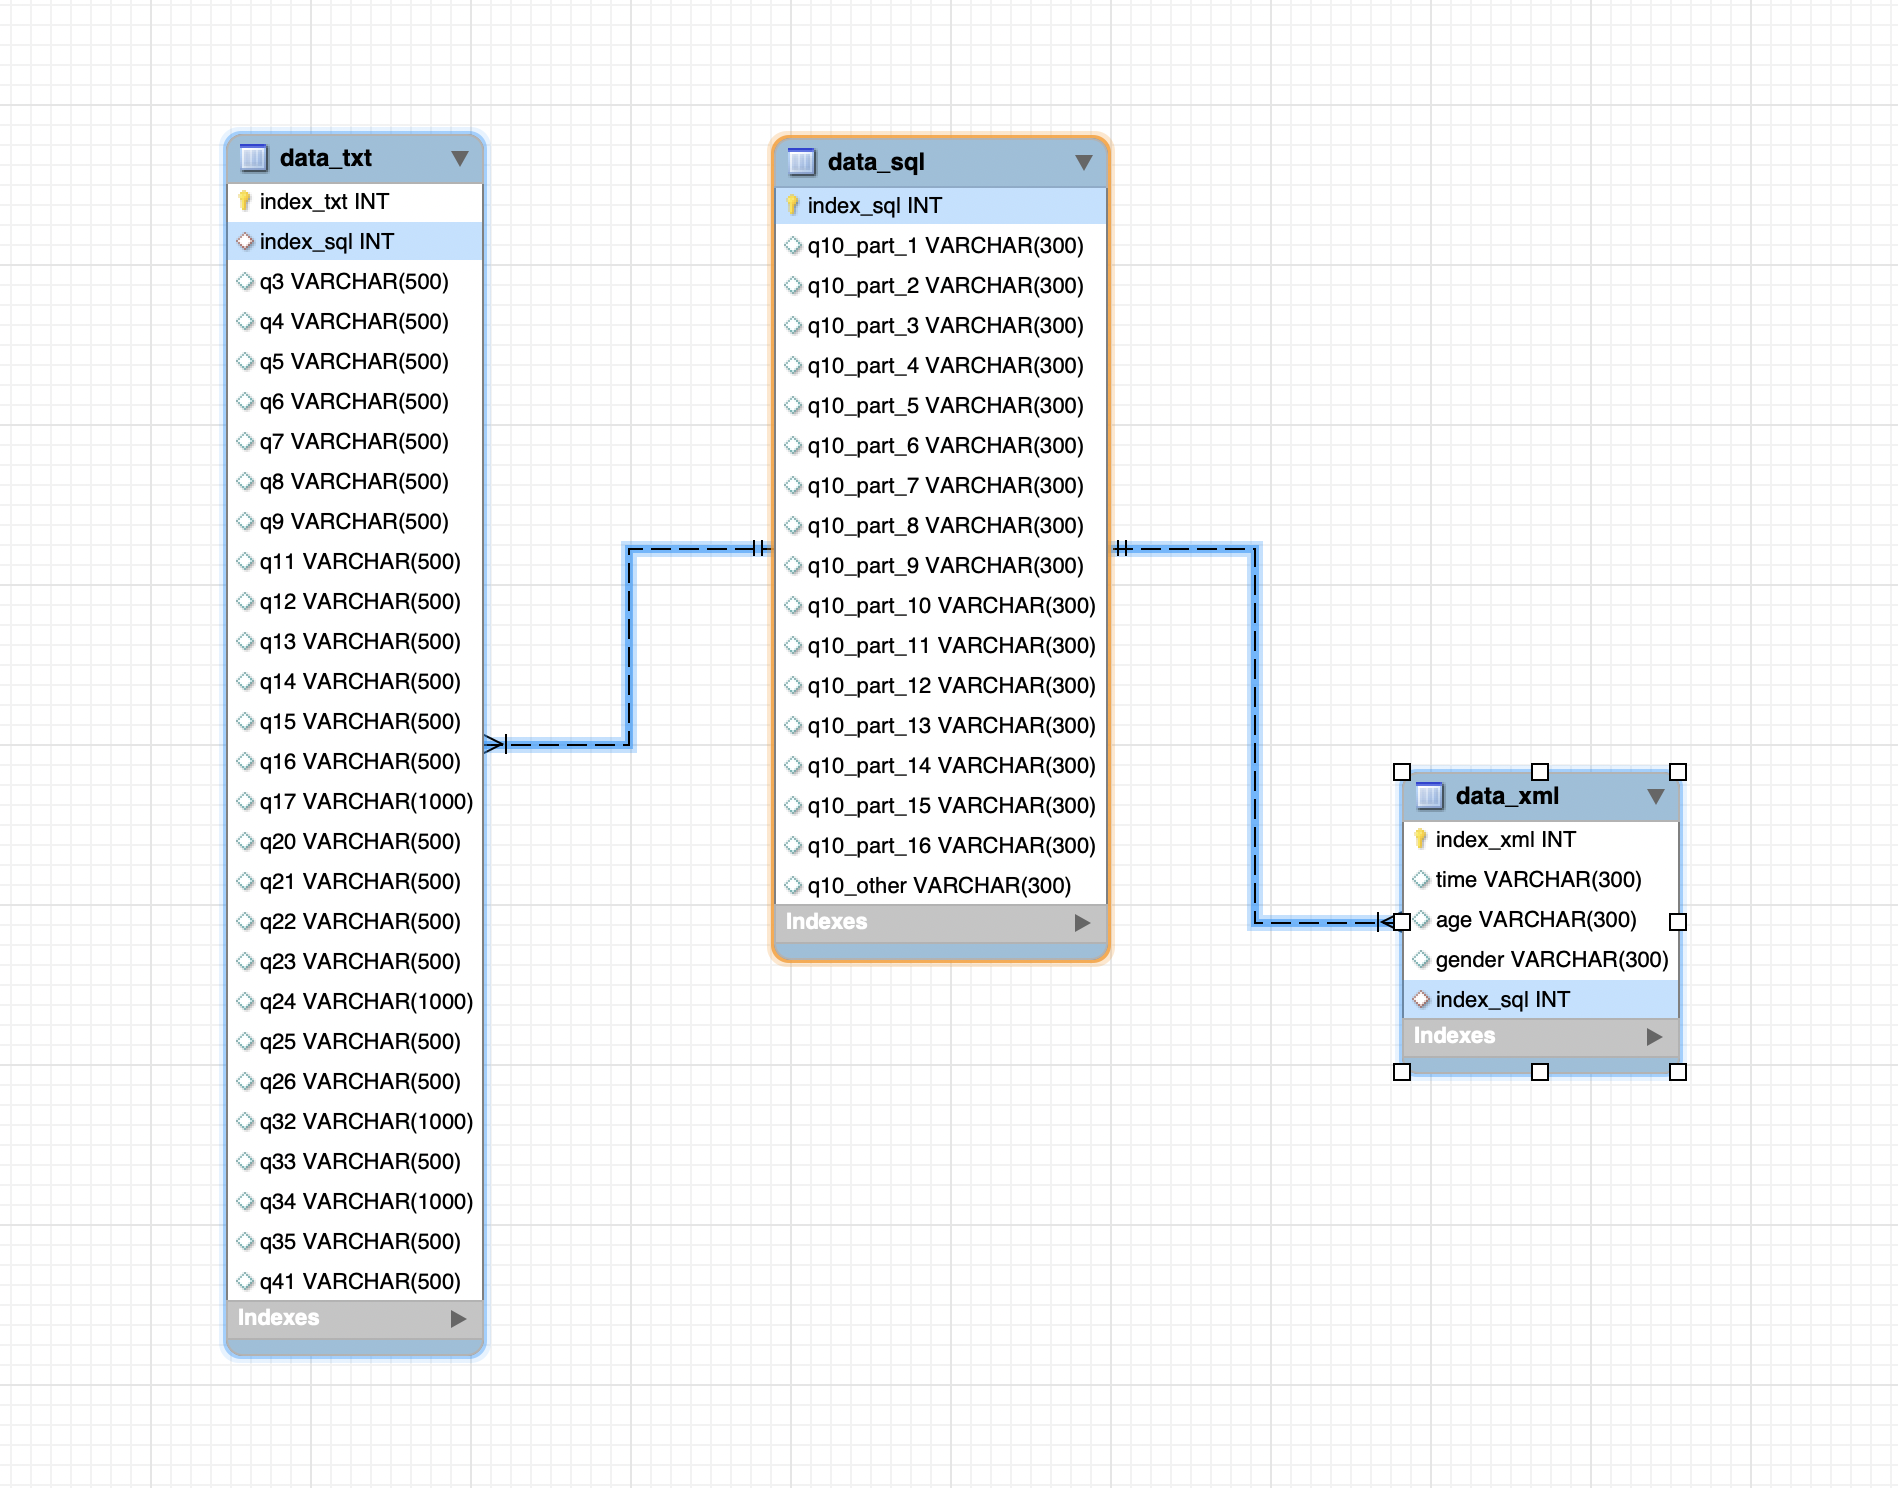 data_txt
index_txt INT
index_sql INT
q3 VARCHAR(500)
q4 VARCHAR(500)
q5 VARCHAR(500)
q6 VARCHAR(500)
q7 VARCHAR(500)
q8 VARCHAR(500)
q9 VARCHAR(500)
q11 VARCHAR(500)
q12 VARCHAR(500)
q13 VARCHAR(500)
q14 VARCHAR(500)
q15 VARCHAR(500)
q16 VARCHAR(500)
q17 VARCHAR(1000)
q20 VARCHAR(500)
q21 VARCHAR(500)
q22 VARCHAR(500)
q23 VARCHAR(500)
q24 VARCHAR(1000)
q25 VARCHAR(500)
q26 VARCHAR(500)
q32 VARCHAR(1000)
q33 VARCHAR(500)
q34 VARCHAR(1000)
q35 VARCHAR(500)
q41 VARCHAR(500)
Indexes
data_sql
index_sql INT
q10_part_1 VARCHAR(300)
q10_part_2 VARCHAR(300)
q10_part_3 VARCHAR(300)
q10_part_4 VARCHAR(300)
q10_part_5 VARCHAR(300)
q10_part_6 VARCHAR(300)
q10_part_7 VARCHAR(300)
q10_part_8 VARCHAR(300)
q10_part_9 VARCHAR(300)
q10_part_10 VARCHAR(300)
q10_part_11 VARCHAR(300)
q10_part_12 VARCHAR(300)
q10_part_13 VARCHAR(300)
q10_part_14 VARCHAR(300)
q10_part_15 VARCHAR(300)
q10_part_16 VARCHAR(300)
q10_other VARCHAR(300)
Indexes
data_xml
index_xml INT
time VARCHAR(300)
age VARCHAR(300)
gender VARCHAR(300)
index_sql INT
Indexes